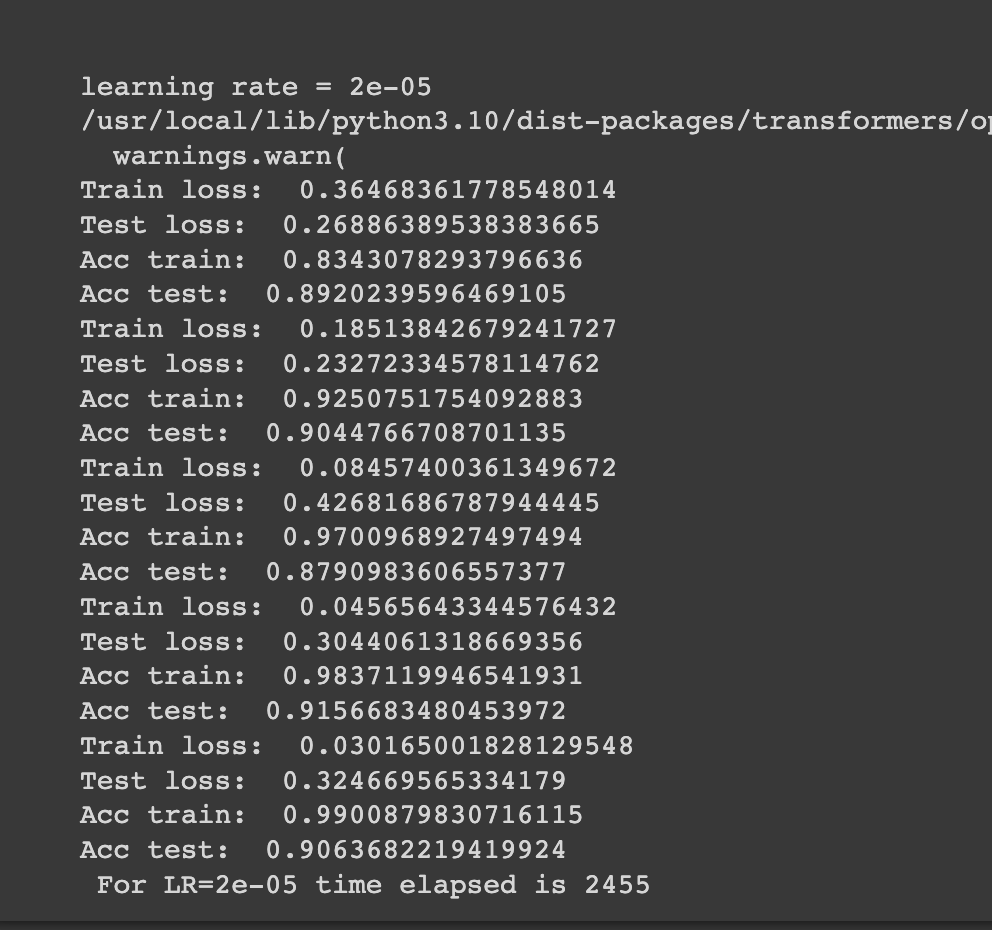 learning rate = 2e-05
/usr/local/lib/python3.10/dist-packages/transformers/op
warnings.warn(
Train loss: 0.36468361778548014
Test loss: 0.26886389538383665
Acc train: 0.8343078293796636
Acc test: 0.8920239596469105
Train loss: 0.18513842679241727
Test loss: 0.23272334578114762
Acc train: 0.9250751754092883
Acc test: 0.9044766708701135
Train loss: 0.08457400361349672
Test loss: 0.42681686787944445
Acc train: 0.9700968927497494
Acc test: 0.8790983606557377
Train loss: 0.04565643344576432
Test loss: 0.3044061318669356
Acc train: 0.9837119946541931
Acc test: 0.9156683480453972
Train loss: 0.030165001828129548
Test loss: 0.324669565334179
Acc train: 0.9900879830716115
Acc test: 0.9063682219419924
For LR=2e-05 time elapsed is 2455